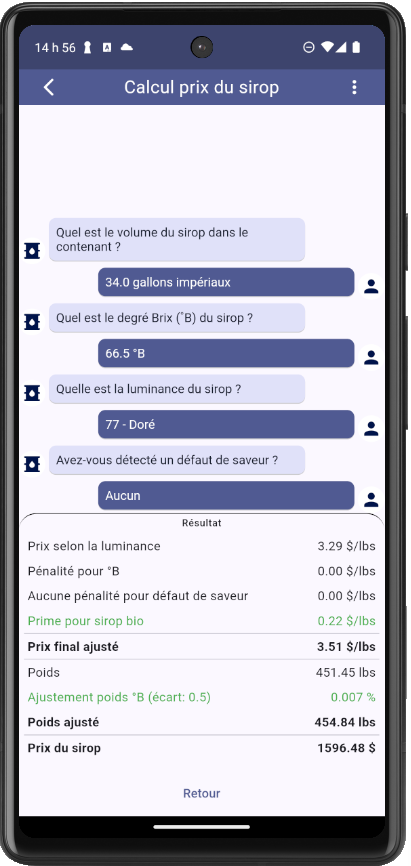 14 h 56
Calcul prix du sirop
Quel est le volume du sirop dans le
contenant ?
34.0 gallons impériaux
Quel est le degré Brix (°B) du sirop ?
66.5 °B
Quelle est la luminance du sirop ?
77 - Doré
Avez-vous détecté un défaut de saveur ?
Aucun
Résultat
Prix selon la luminance 3.29 $/lbs
Pénalité pour °B 0.00 $/lbs
Aucune pénalité pour défaut de saveur 0.00 $/lbs
Prime pour sirop bio 0.22 $/lbs
Prix final ajusté 3.51 $/lbs
Poids 451.45 lbs
Ajustement poids °B (écart: 0.5) 0.007 %
Poids ajusté 454.84 lbs
Prix du sirop 1596.48 $
Retour